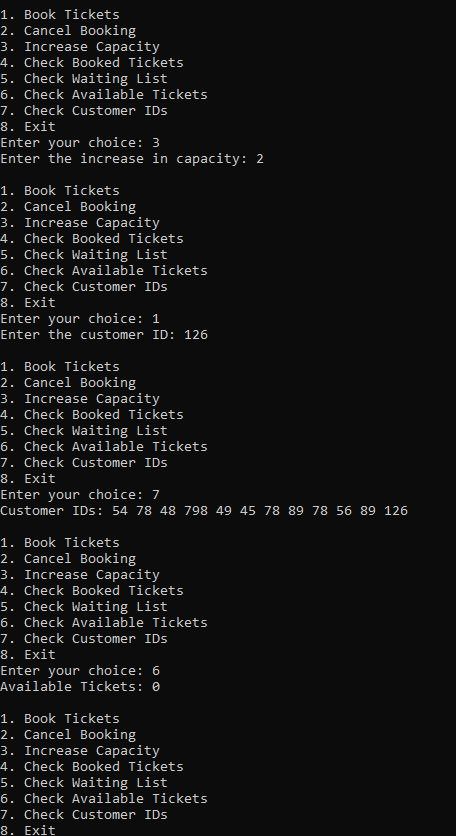 1. Book Tickets
2. Cancel Booking
3. Increase Capacity
4. Check Booked Tickets
5. Check Waiting List
6. Check Available Tickets
7. Check Customer IDs
8. Exit
Enter your choice: 3
Enter the increase in capacity: 2
1. Book Tickets
2. Cancel Booking
3. Increase Capacity
4. Check Booked Tickets
5. Check Waiting List
6. Check Available Tickets
7. Check Customer IDs
8. Exit
Enter your choice: 1
Enter the customer ID: 126
1. Book Tickets
2. Cancel Booking
3. Increase Capacity
4. Check Booked Tickets
5. Check Waiting List
6. Check Available Tickets
7. Check Customer IDs
8. Exit
Enter your choice: 7
Customer IDs: 54 78 48 798 49 45 78 89 78 56 89 126
1. Book Tickets
2. Cancel Booking
3. Increase Capacity
4. Check Booked Tickets
5. Check Waiting List
6. Check Available Tickets
7. Check Customer IDs
8. Exit
Enter your choice: 6
Available Tickets: 0
1. Book Tickets
2. Cancel Booking
3. Increase Capacity
4. Check Booked Tickets
5. Check Waiting List
6. Check Available Tickets
7. Check Customer IDs
8. Exit